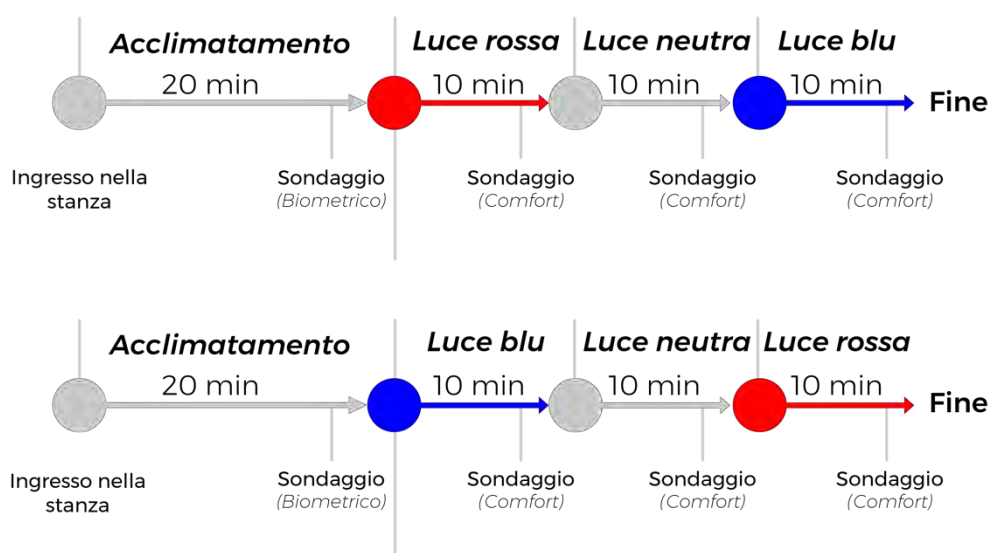 Acclimatamento Luce rossa Luce neutra Luce blu
20 min 10 min 10 min 10 min
Fine
Ingresso nella
stanza
Sondaggio
(Biometrico)
Sondaggio
(Comfort)
Sondaggio
(Comfort)
Sondaggio
(Comfort)
Acclimatamento Luce blu Luce neutra Luce rossa
20 min 10 min 10 min 10 min
Fine
Ingresso nella
stanza
Sondaggio
(Biometrico)
Sondaggio
(Comfort)
Sondaggio
(Comfort)
Sondaggio
(Comfort)